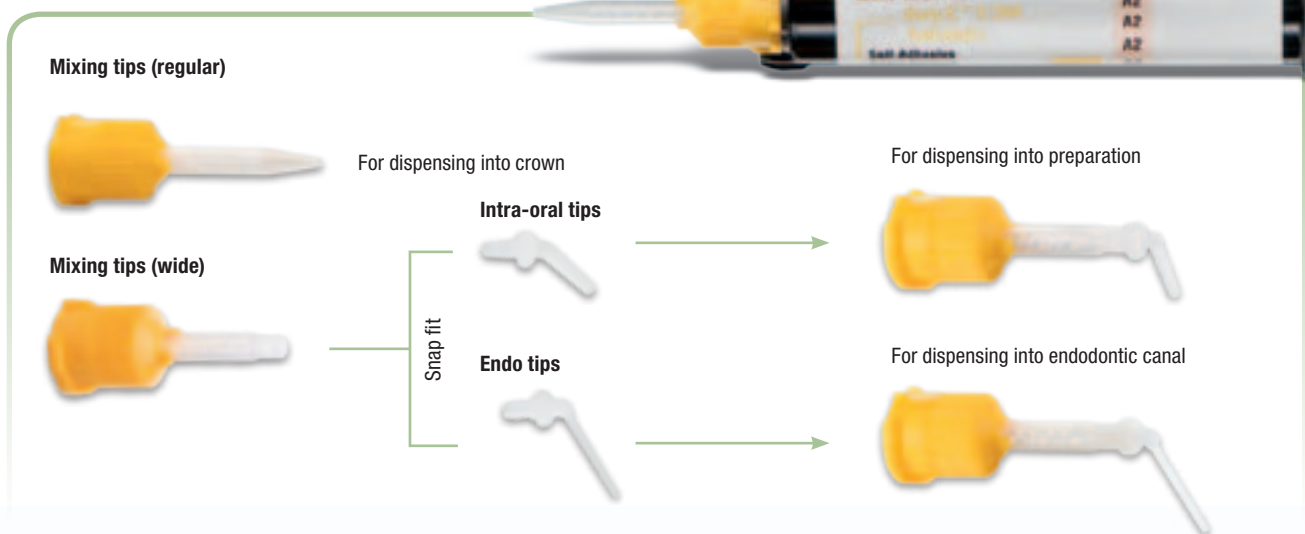 A2
A2
A2
Self Adhesive
Mixing tips (regular)
For dispensing into crown
For dispensing into preparation
Intra-oral tips
Mixing tips (wide)
Snap fit
Endo tips
For dispensing into endodontic canal